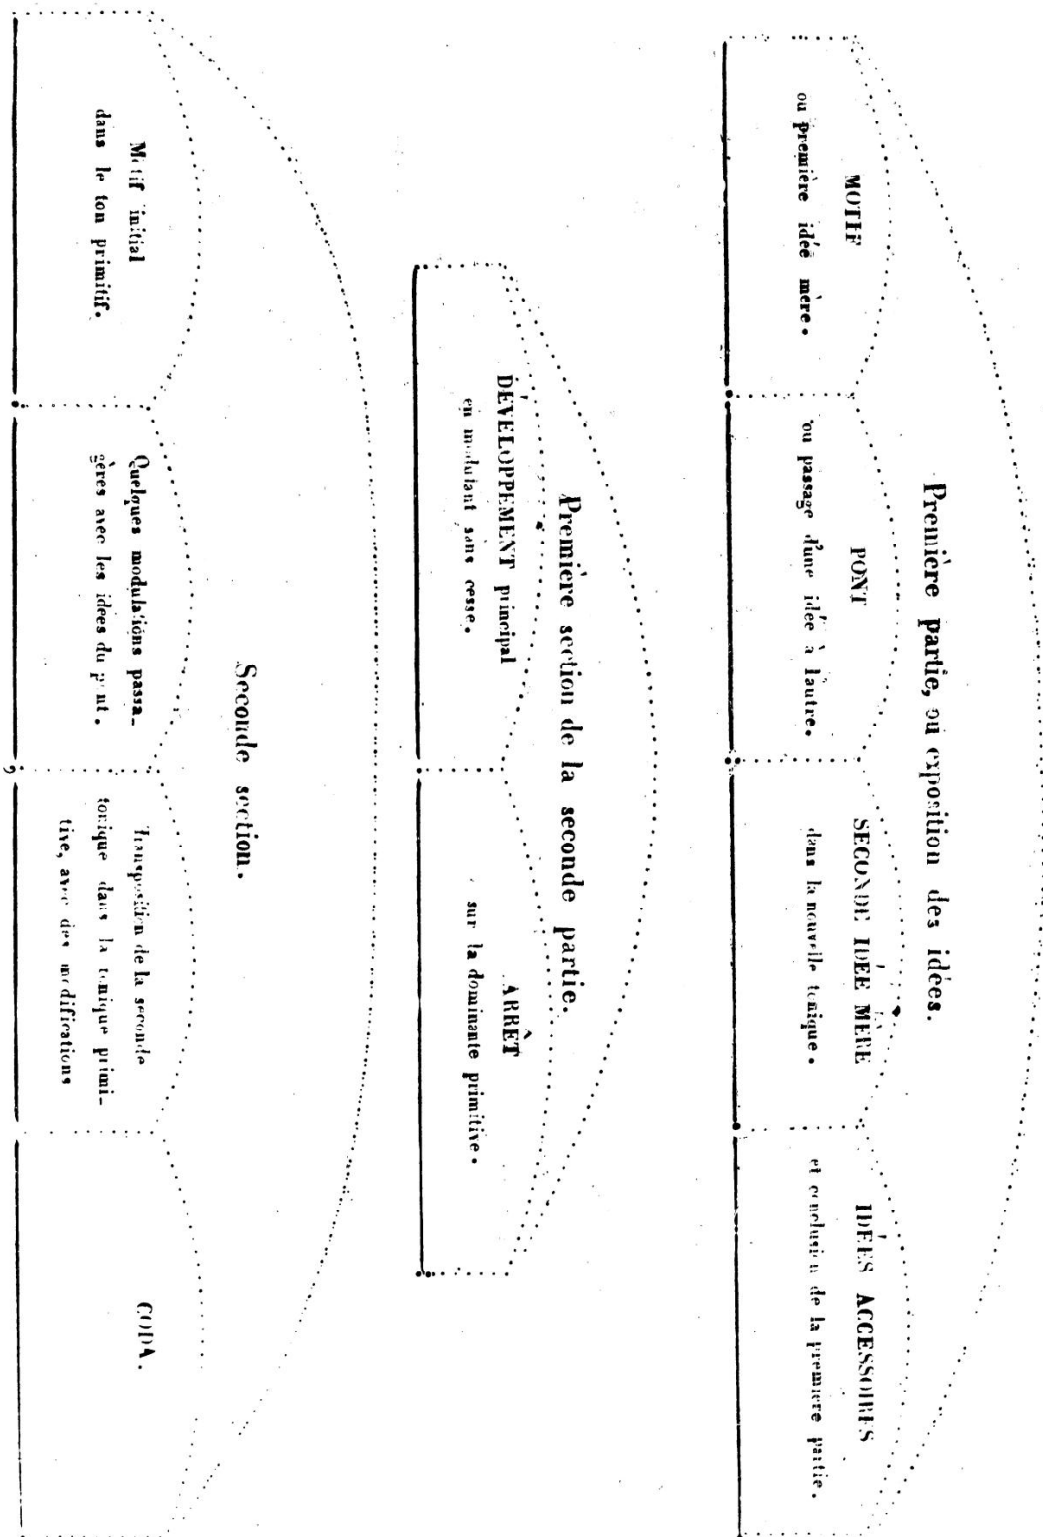 Première partie, ou exposition des idées.
MOTIF
ou première idée mère.
PONT
ou passage d'une idée à l'autre.
SECONDE IDÉE MÈRE
dans la nouvelle tonique.
IDÉES ACCESSOIRES
et conclusion de la première partie.
Première section de la seconde partie.
DÉVELOPPEMENT principal
en modulant sans cesse.
ARRÊT
sur la dominante primitive.
Seconde section.
Motif initial
dans le ton primitif.
Quelques modulations passa_
gères avec les idées du pont.
Transposition de la seconde
tonique dans la tonique primi_
tive, avec des modifications
CODA.